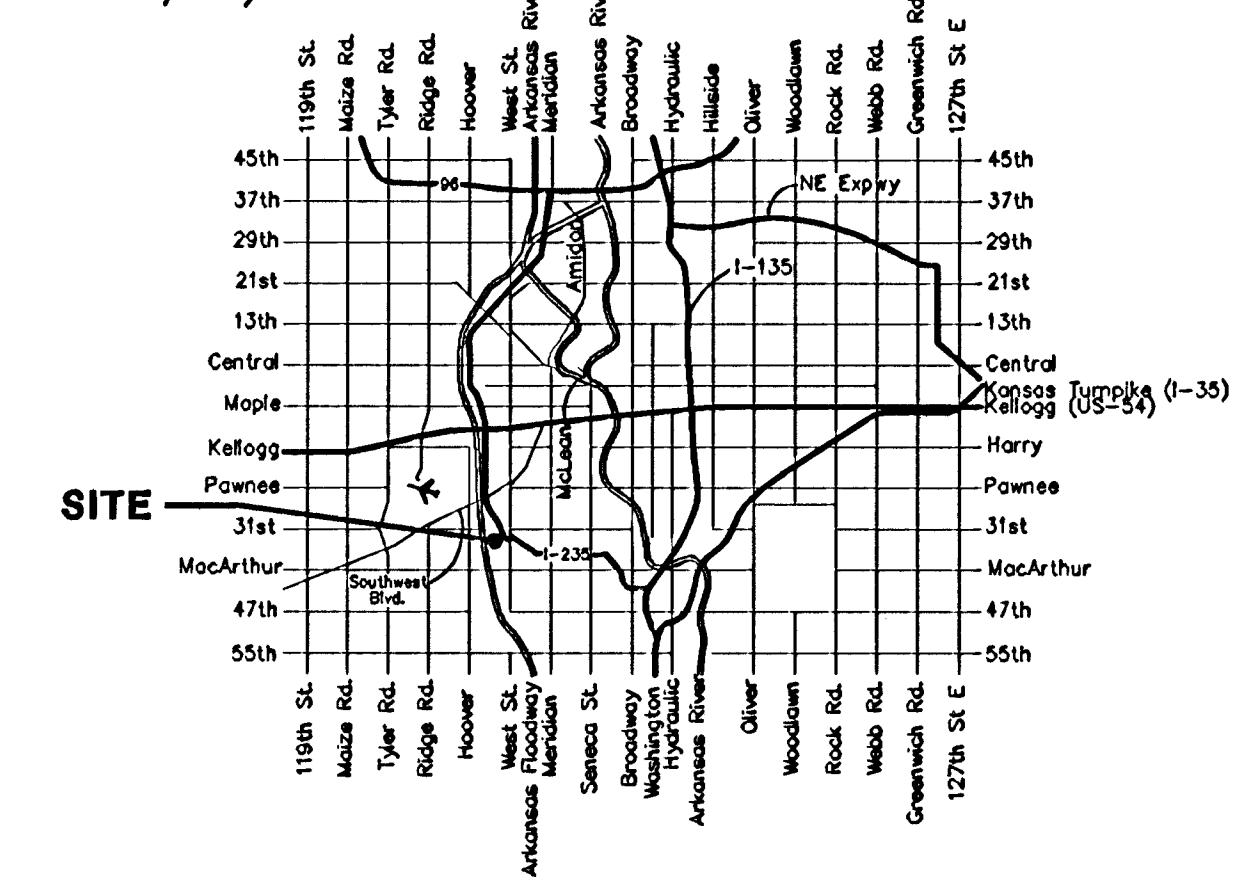 119th St.
Maize Rd.
Tyler Rd.
Ridge Rd.
Hoover
West St.
Arkansas
Meridian
Arkansas
Broadway
Hydraulic
Hillside
Oliver
Woodlawn
Rock Rd.
Webb Rd.
Greenwich
127th St E
45th
45th
96
NE Expwy
37th
37th
29th
29th
Amidon
I-135
21st
21st
13th
13th
Central
Central
Kansas Turnpike (I-35)
Maple
Kellogg (US-54)
Kellogg
McLean
Harry
Pawnee
Pawnee
SITE
31st
31st
I-235
MacArthur
MacArthur
Southwest
Blvd.
47th
47th
55th
55th
119th St.
Maize Rd.
Tyler Rd.
Ridge Rd.
Hoover
West St.
Arkansas Floodway
Meridian
Seneca St.
Broadway
Washington
Hydraulic
Arkansas River
Oliver
Woodlawn
Rock Rd.
Webb Rd.
Greenwich Rd.
127th St E